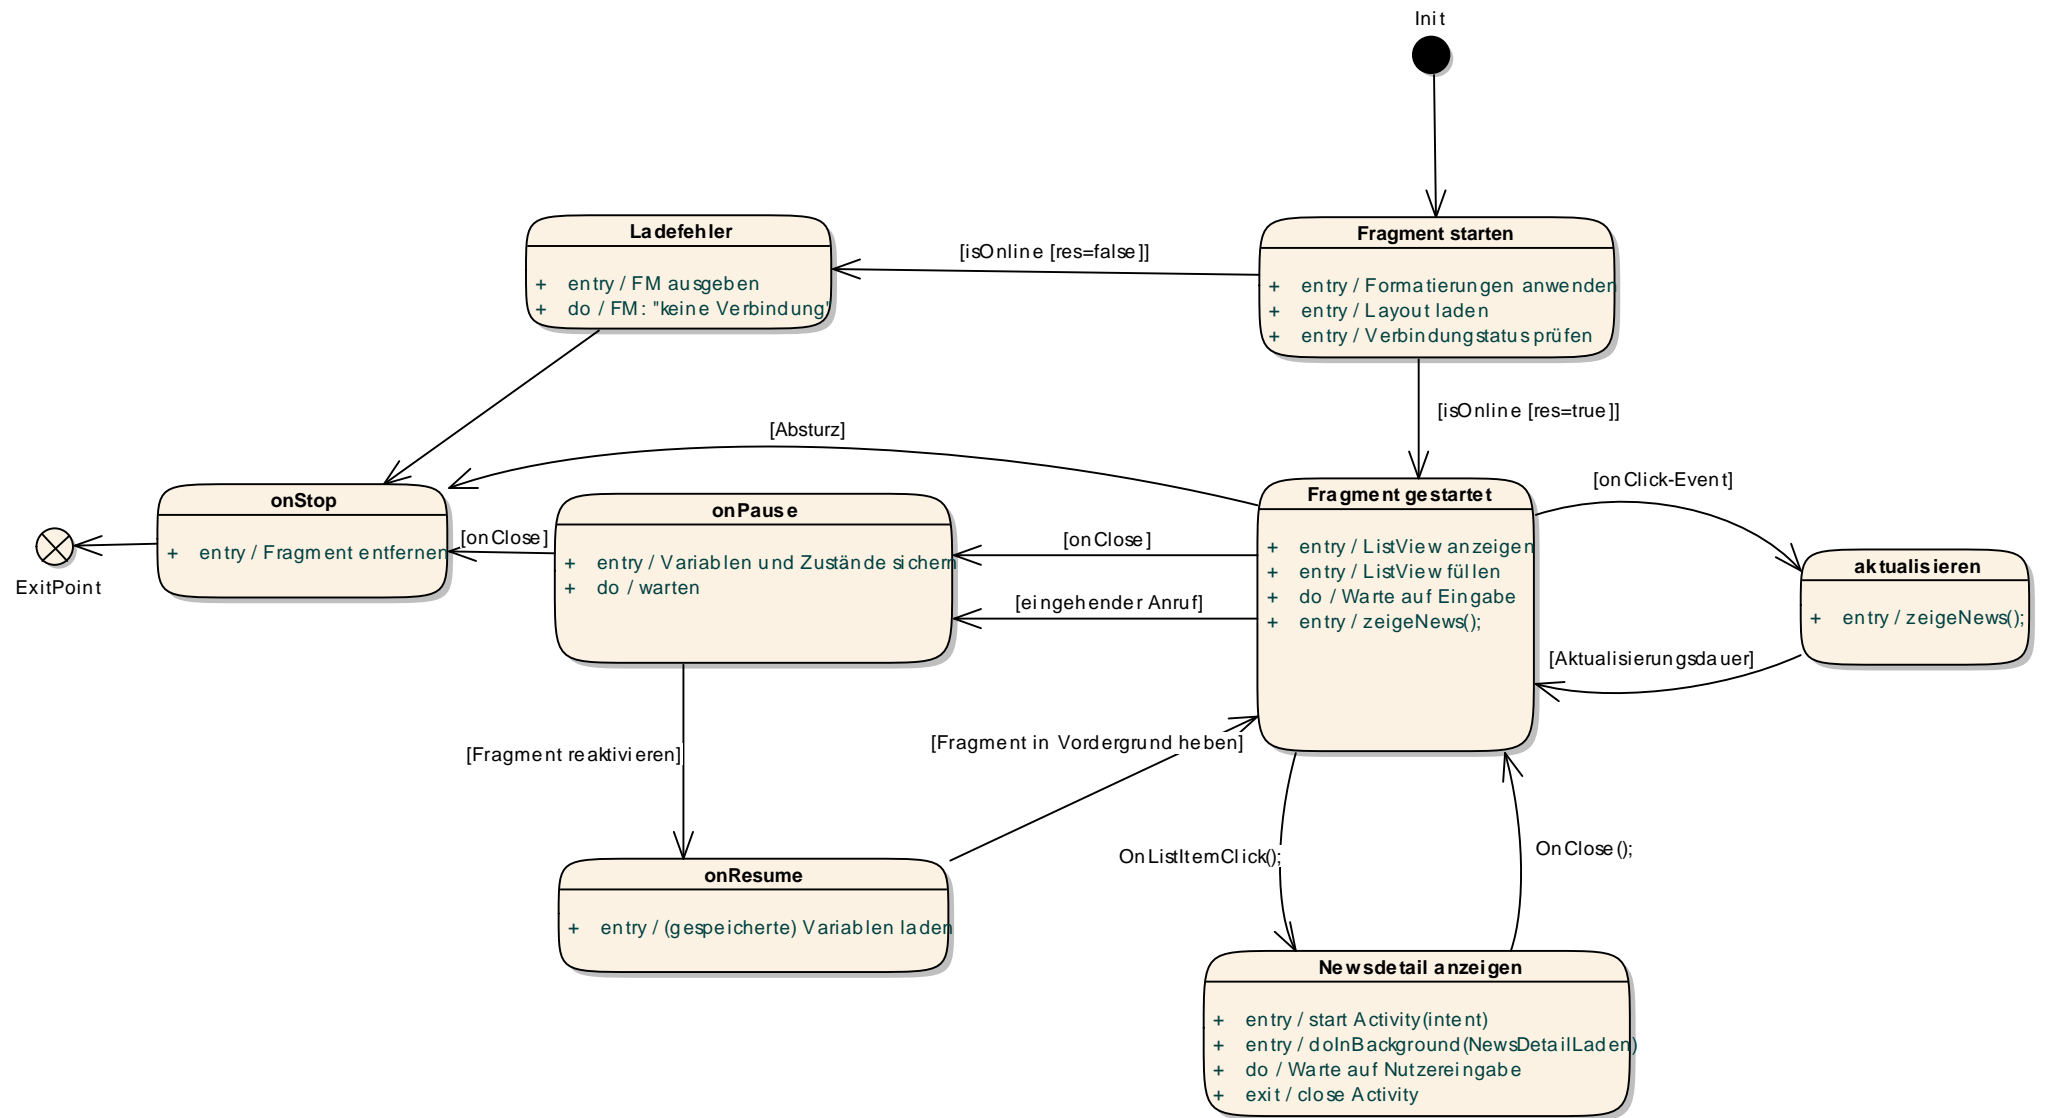 Init
Ladefehler
+ entry / FM ausgeben
+ do / FM: "keine Verbindung"
[isOnline [res=false]]
Fragment starten
+ entry / Formatierungen anwenden
+ entry / Layout laden
+ entry / Verbindungstatus prüfen
[isOnline [res=true]]
[Absturz]
onStop
+ entry / Fragment entfernen
ExitPoint
[onClose]
onPause
+ entry / Variablen und Zustände sichern
+ do / warten
[onClose]
[eingehender Anruf]
Fragment gestartet
+ entry / ListView anzeigen
+ entry / ListView füllen
+ do / Warte auf Eingabe
+ entry / zeigeNews();
[onClick-Event]
aktualisieren
+ entry / zeigeNews();
[Aktualisierungsdauer]
[Fragment reaktivieren]
[Fragment in Vordergrund heben]
onResume
+ entry / (gespeicherte) Variablen laden
OnListItemClick();
OnClose();
Newsdetail anzeigen
+ entry / start Activity(intent)
+ entry / doInBackground(NewsDetailLaden)
+ do / Warte auf Nutzereingabe
+ exit / close Activity